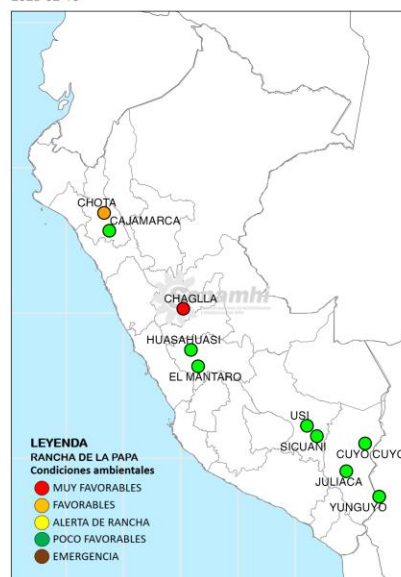 CHOTA
CAJAMARCA
senamhi
CHAGLLA
HUASAHUASI
EL MANTARO
USI
SICUANI
CUYO CUYO
JULIACA
YUNGUYO
LEYENDA
RANCHA DE LA PAPA
Condiciones ambientales
MUY FAVORABLES
FAVORABLES
ALERTA DE RANCHA
POCO FAVORABLES
EMERGENCIA